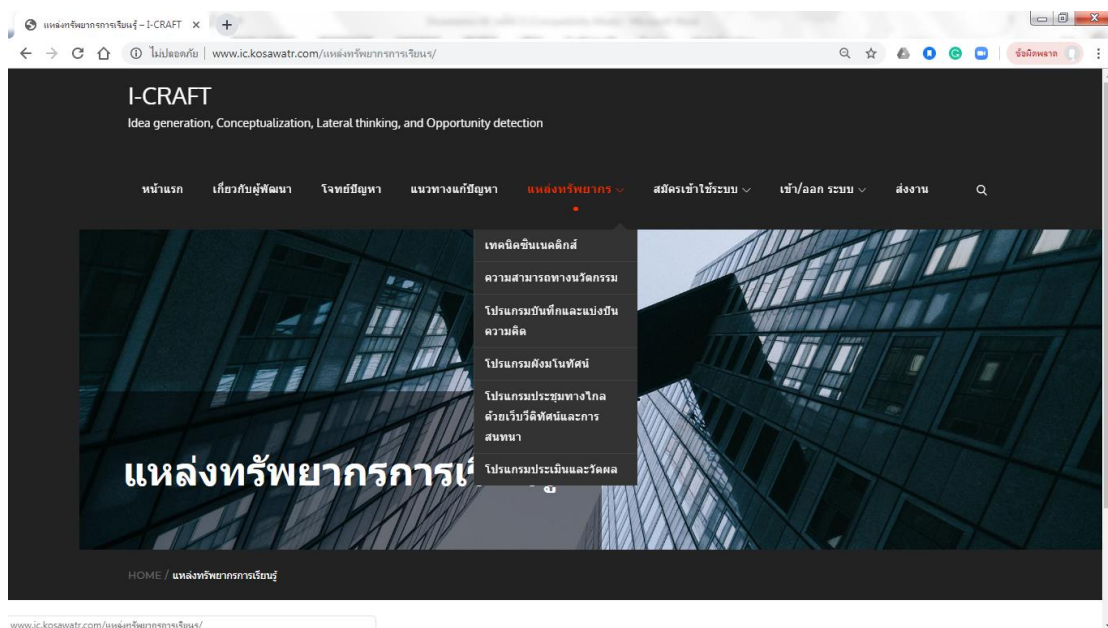 แหล่งทรัพยากรการเรียนรู้ – I-CRAFT
ไม่ปลอดภัย | www.ic.kosawatr.com/แหล่งทรัพยากรการเรียนร/
ข้อผิดพลาด
I-CRAFT
Idea generation, Conceptualization, Lateral thinking, and Opportunity detection
หน้าแรก เกี่ยวกับผู้พัฒนา โจทย์ปัญหา แนวทางแก้ปัญหา แหล่งทรัพยากร สมัครเข้าใช้ระบบ เข้า/ออก ระบบ ส่งงาน
เทคนิคซินเนคติกส์
ความสามารถทางนวัตกรรม
โปรแกรมบันทึกและแบ่งปัน
ความคิด
โปรแกรมผังมโนทัศน์
โปรแกรมประชุมทางไกล
ด้วยเว็บวีดิทัศน์และการ
สนทนา
โปรแกรมประเมินและวัดผล
แหล่งทรัพยากรการเรี
HOME / แหล่งทรัพยากรการเรียนรู้
www.ic.kosawatr.com/แหล่งทรัพยากรการเรียนร/